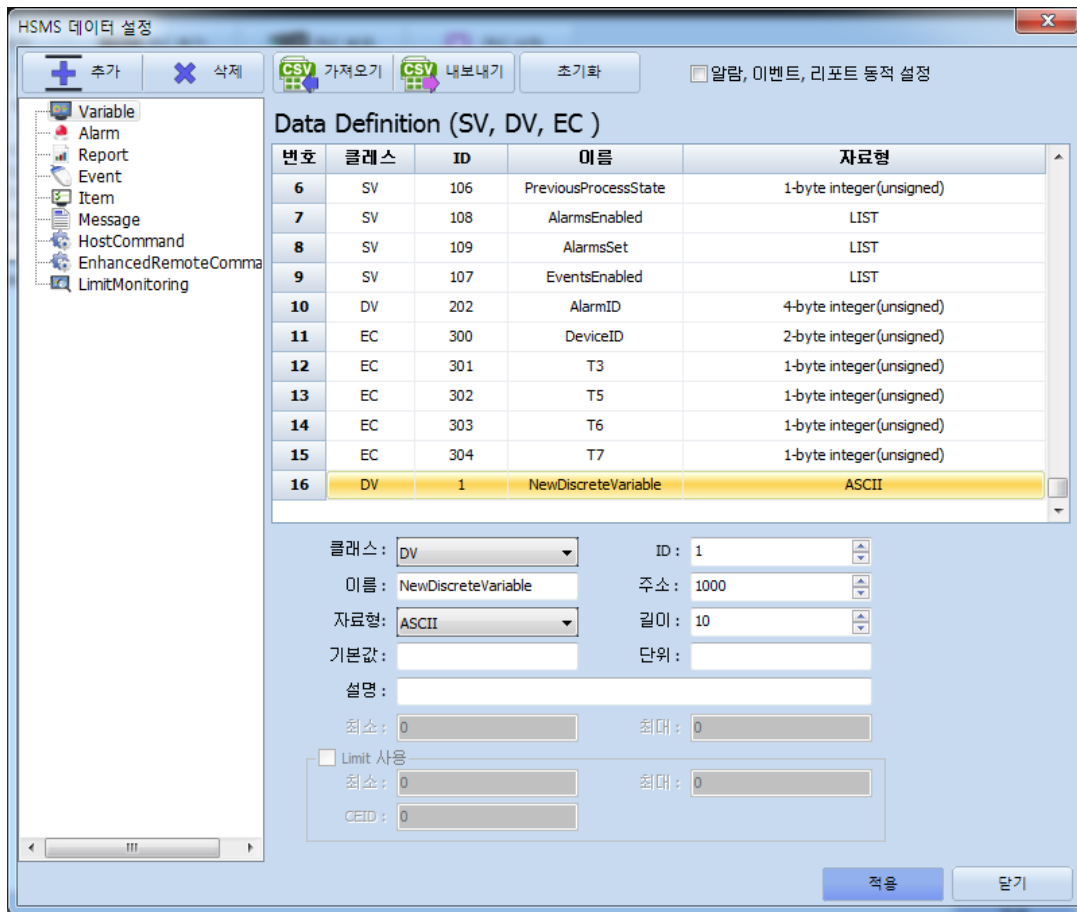 HSMS 데이터 설정
추가 삭제 CSV 가져오기 CSV 내보내기 초기화 알람, 이벤트, 리포트 동적 설정
Variable
Alarm
Report
Event
Item
Message
HostCommand
EnhancedRemoteComma
LimitMonitoring
Data Definition (SV, DV, EC )
번호 클레스 ID 이름 자료형
6 SV 106 PreviousProcessState 1-byte integer(unsigned)
7 SV 108 AlarmsEnabled LIST
8 SV 109 AlarmsSet LIST
9 SV 107 EventsEnabled LIST
10 DV 202 AlarmID 4-byte integer(unsigned)
11 EC 300 DeviceID 2-byte integer(unsigned)
12 EC 301 T3 1-byte integer(unsigned)
13 EC 302 T5 1-byte integer(unsigned)
14 EC 303 T6 1-byte integer(unsigned)
15 EC 304 T7 1-byte integer(unsigned)
16 DV 1 NewDiscreteVariable ASCII
클래스 : DV ID : 1
이름 : NewDiscreteVariable 주소 : 1000
자료형: ASCII 길이 : 10
기본값 : 단위 :
설명 :
최소 : 0 최대 : 0
Limit 사용
최소 : 0 최대 : 0
CEID : 0
적용 닫기